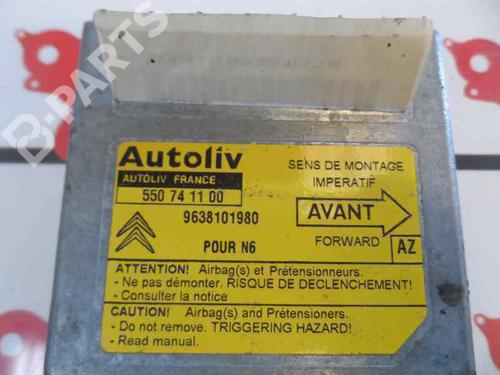 B-PARTS
Autoliv
AUTOLIV FRANCE
550 74 11 00
9638101980
POUR N6
SENS DE MONTAGE
IMPERATIF
AVANT
FORWARD
AZ
ATTENTION! Airbag(s) et Prétensionneurs.
- Ne pas démonter. RISQUE DE DECLENCHEMENT!
- Consulter la notice
CAUTION! Airbag(s) and Prétensioners.
- Do not remove. TRIGGERING HAZARD!
- Read manual.